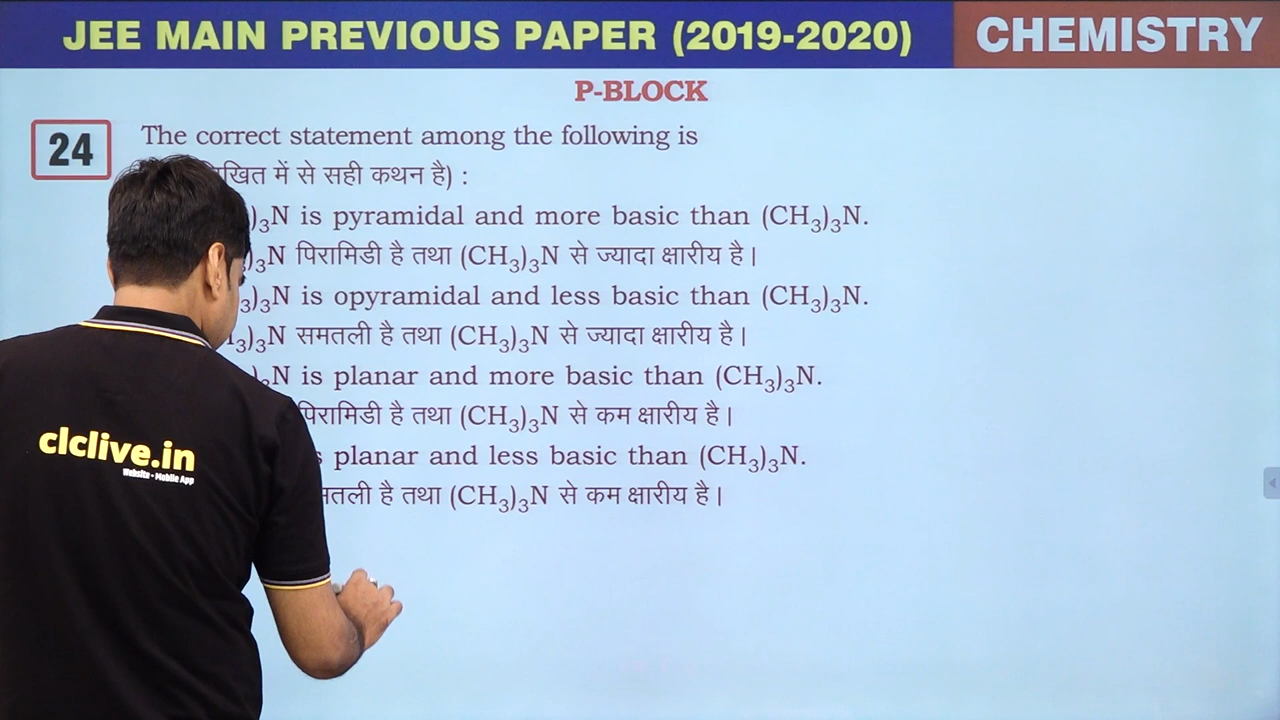 JEE MAIN PREVIOUS PAPER (2019-2020)
CHEMISTRY
P-BLOCK
24
The correct statement among the following is
में से सही कथन है) :
)₃N is pyramidal and more basic than (CH₃)₃N.
)₃N पिरामिडी है तथा (CH₃)₃N से ज्यादा क्षारीय है।
₃)₃N is opyramidal and less basic than (CH₃)₃N.
₃)₃N समतली है तथा (CH₃)₃N से ज्यादा क्षारीय है।
N is planar and more basic than (CH₃)₃N.
पिरामिडी है तथा (CH₃)₃N से कम क्षारीय है।
planar and less basic than (CH₃)₃N.
है तथा (CH₃)₃N से कम क्षारीय है।
clclive.in
Website • Mobile App